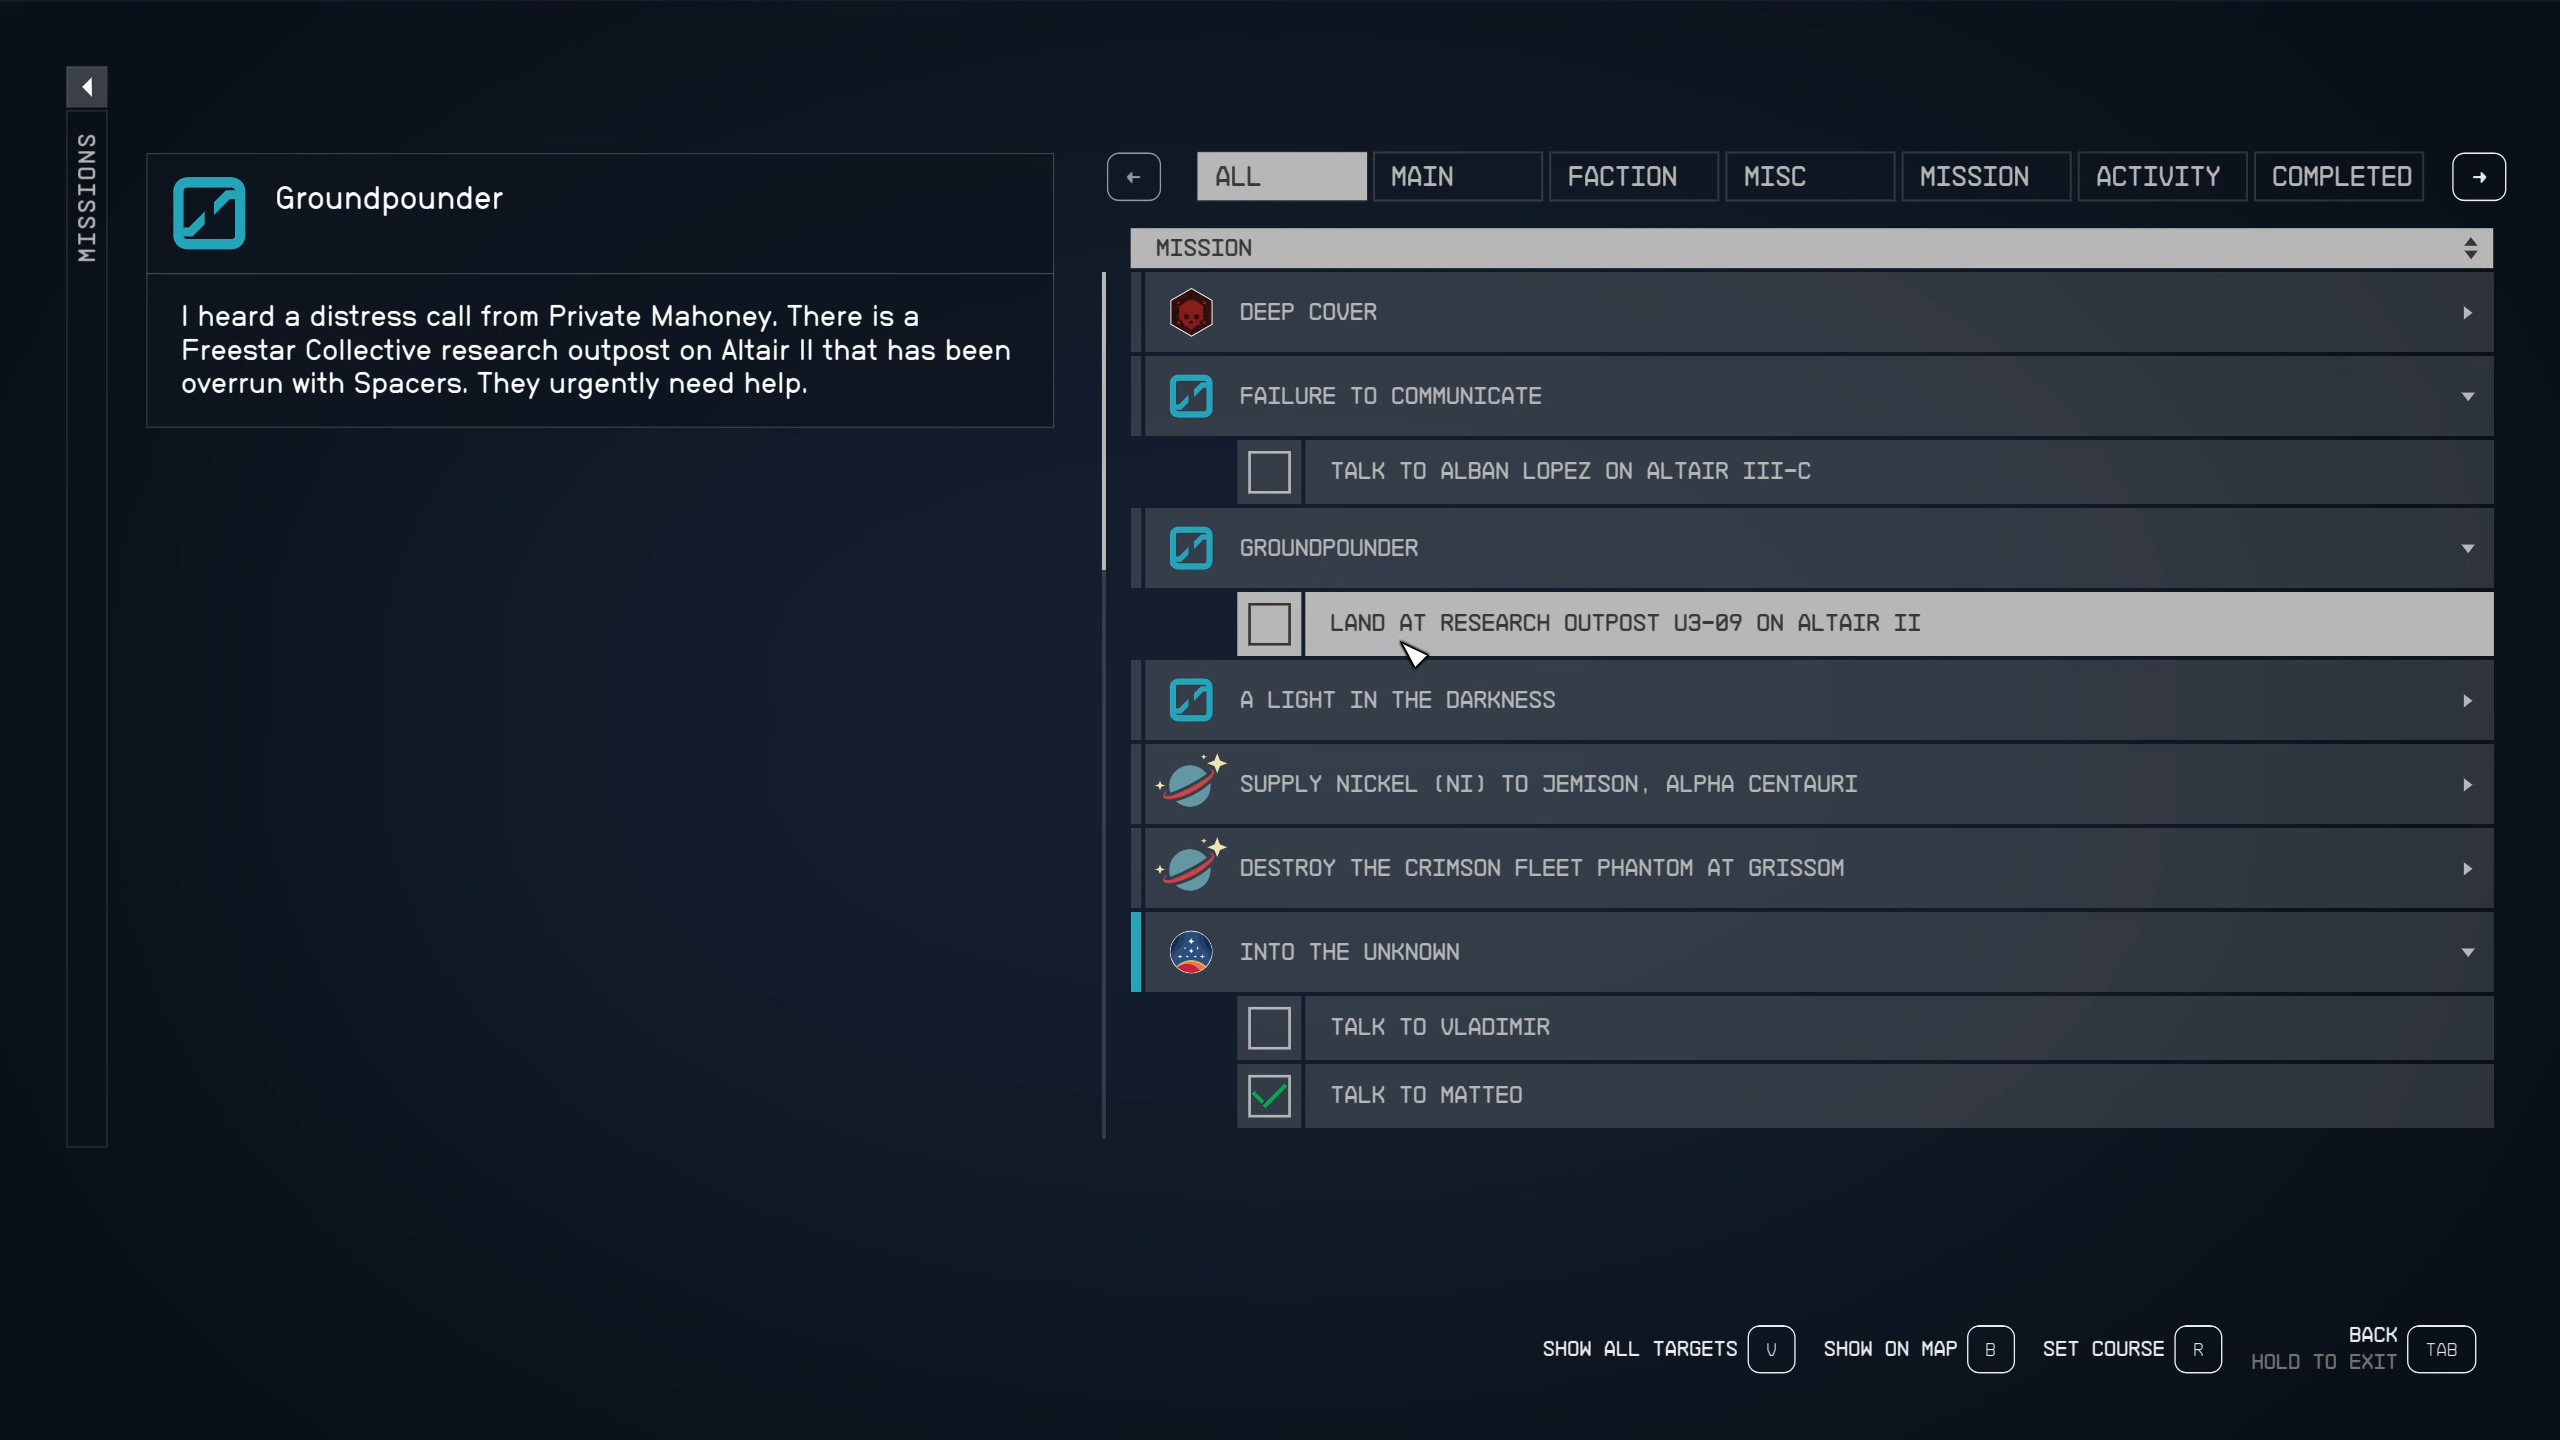 MISSIONS
Groundpounder
I heard a distress call from Private Mahoney. There is a
Freestar Collective research outpost on Altair II that has been
overrun with Spacers. They urgently need help.
ALL
MAIN
FACTION
MISC
MISSION
ACTIVITY
COMPLETED
MISSION
DEEP COVER
FAILURE TO COMMUNICATE
TALK TO ALBAN LOPEZ ON ALTAIR III-C
GROUNDPOUNDER
LAND AT RESEARCH OUTPOST U3-09 ON ALTAIR II
A LIGHT IN THE DARKNESS
SUPPLY NICKEL (NI) TO JEMISON, ALPHA CENTAURI
DESTROY THE CRIMSON FLEET PHANTOM AT GRISSOM
INTO THE UNKNOWN
TALK TO VLADIMIR
TALK TO MATTEO
SHOW ALL TARGETS V
SHOW ON MAP B
SET COURSE R
BACK
HOLD TO EXIT
TAB